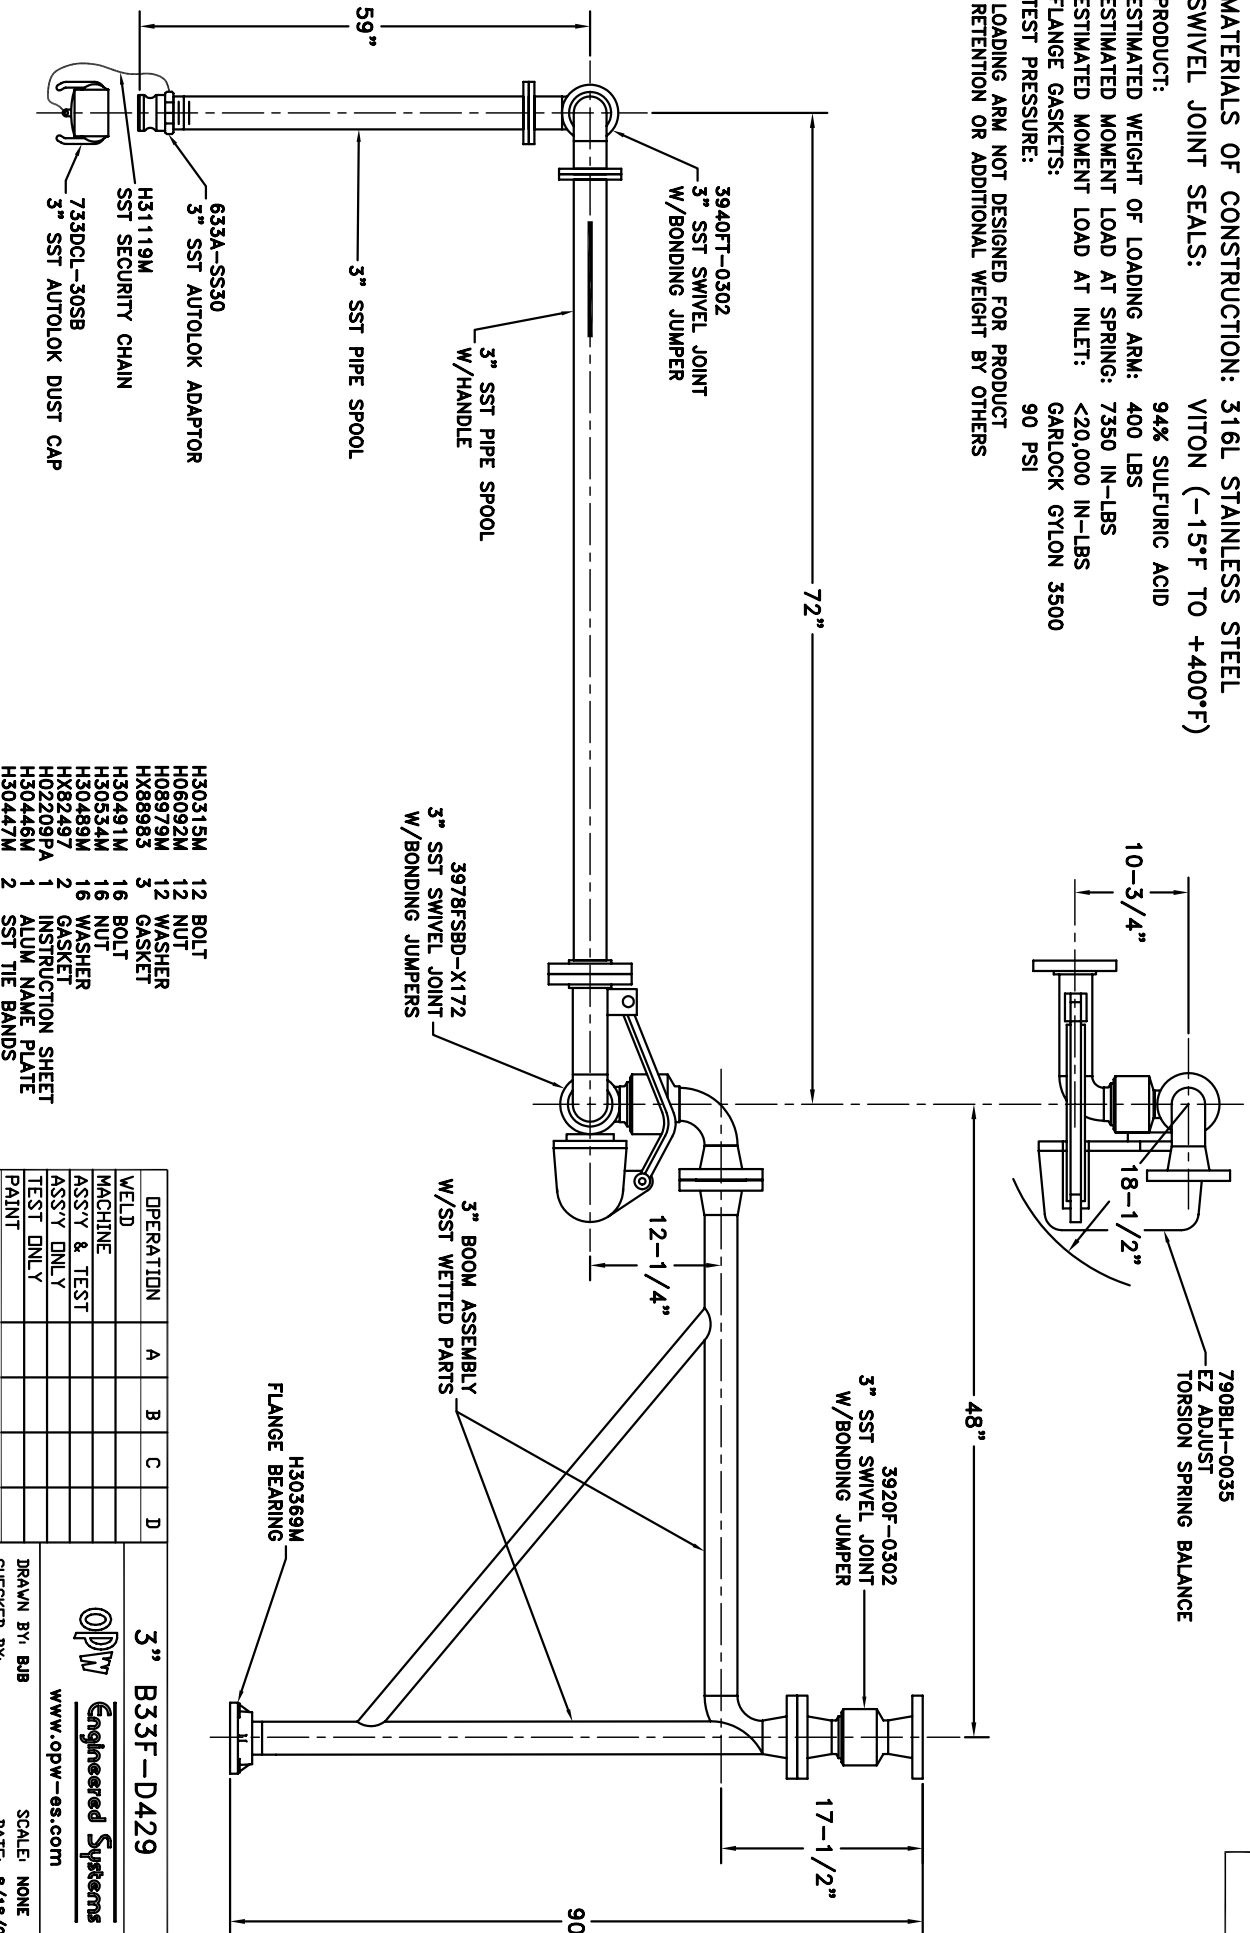 MATERIALS OF CONSTRUCTION: 316L STAINLESS STEEL
SWIVEL JOINT SEALS: VITON (-15°F TO +400°F)
PRODUCT: 94% SULFURIC ACID
ESTIMATED WEIGHT OF LOADING ARM: 400 LBS
ESTIMATED MOMENT LOAD AT SPRING: 7350 IN-LBS
ESTIMATED MOMENT LOAD AT INLET: <20,000 IN-LBS
FLANGE GASKETS: GARLOCK GYLON 3500
TEST PRESSURE: 90 PSI
LOADING ARM NOT DESIGNED FOR PRODUCT
RETENTION OR ADDITIONAL WEIGHT BY OTHERS
10-3/4"
18-1/2"
790BLH-0035
EZ ADJUST
TORSION SPRING BALANCE
72"
48"
3940FT-0302
3" SST SWIVEL JOINT
W/BONDING JUMPER
3920F-0302
3" SST SWIVEL JOINT
W/BONDING JUMPER
17-1/2"
12-1/4"
90
59"
3" SST PIPE SPOOL
W/HANDLE
3978FSBD-X172
3" SST SWIVEL JOINT
W/BONDING JUMPERS
3" BOOM ASSEMBLY
W/SST WETTED PARTS
3" SST PIPE SPOOL
H30369M
FLANGE BEARING
633A-SS30
3" SST AUTOLOK ADAPTOR
H31119M
SST SECURITY CHAIN
733DCL-30SB
3" SST AUTOLOK DUST CAP
H30315M 12 BOLT
H06092M 12 NUT
H08979M 12 WASHER
HX88983 3 GASKET
H30491M 16 BOLT
H30534M 16 NUT
H30489M 16 WASHER
HX82497 2 GASKET
H02209PA 1 INSTRUCTION SHEET
H30446M 1 ALUM NAME PLATE
H30447M 2 SST TIE BANDS
OPERATION A B C D
WELD
MACHINE
ASS'Y & TEST
ASS'Y ONLY
TEST ONLY
PAINT
3" B33F-D429
OPW Engineered Systems
www.opw-es.com
DRAWN BY: BJB SCALE: NONE
CHECKED BY: DATE: